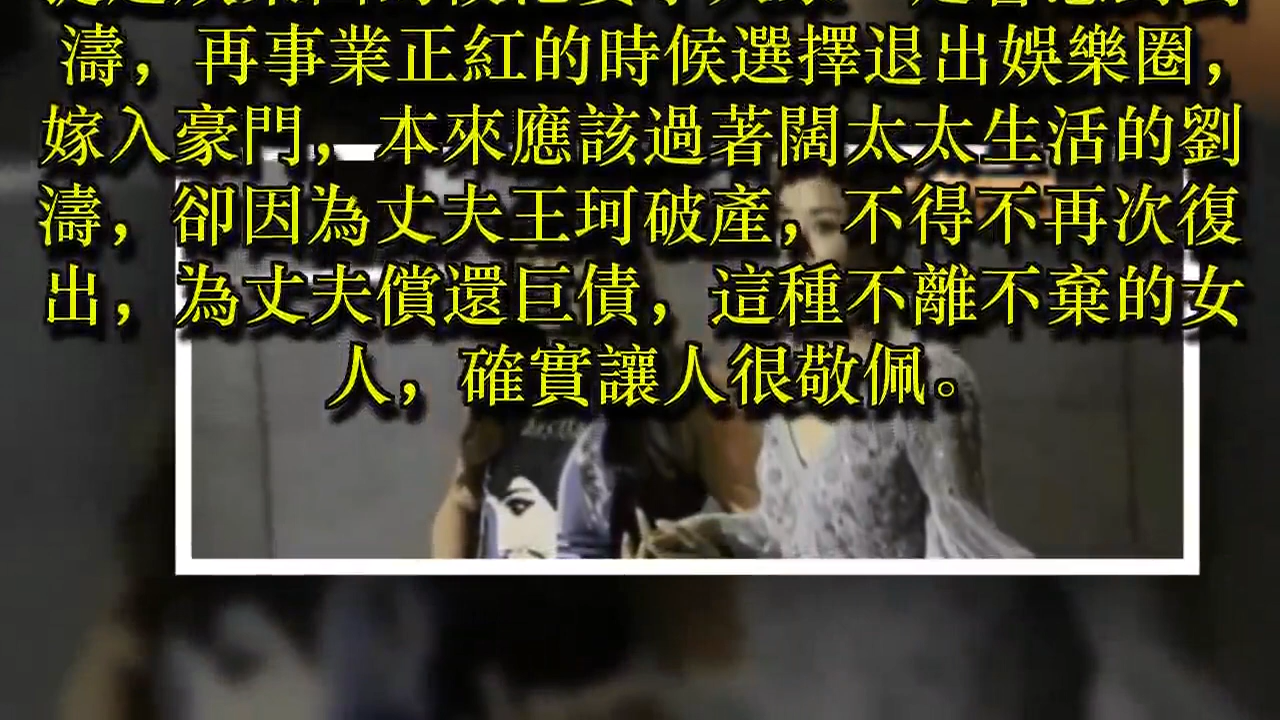 濤，再事業正紅的時候選擇退出娛樂圈，
嫁入豪門，本來應該過著闊太太生活的劉
濤，卻因為丈夫王珂破產，不得不再次復
出，為丈夫償還巨債，這種不離不棄的女
人，確實讓人很敬佩。